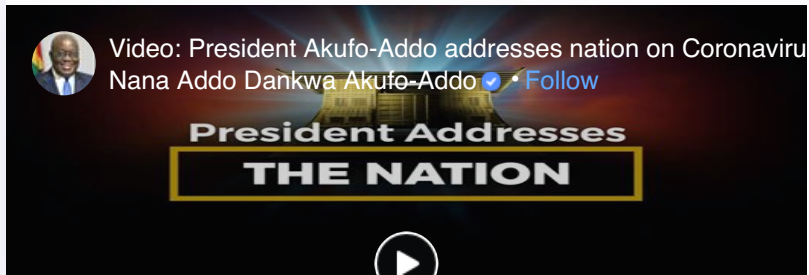 Video: President Akufo-Addo addresses nation on Coronaviru
Nana Addo Dankwa Akufo-Addo • Follow
President Addresses
THE NATION